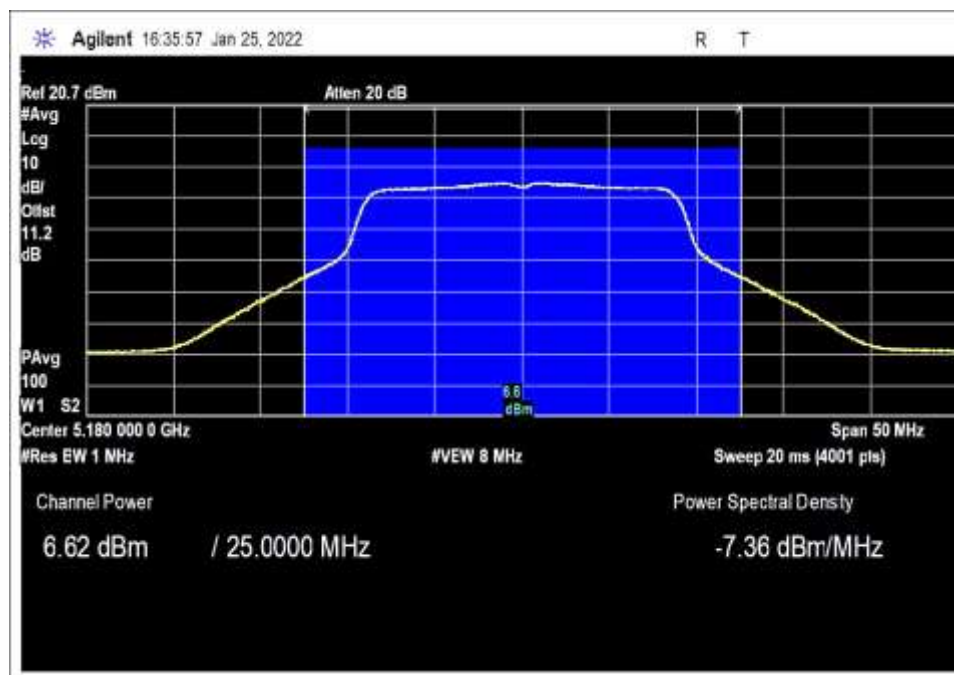 Agilent 16:35:57 Jan 25, 2022
R T
Ref 20.7 dBm
Atten 20 dB
#Avg
Log
10
dB/
Offst
11.2
dB
PAvg
100
W1 S2
6.6
dBm
Center 5.180 000 0 GHz
Span 50 MHz
#Res BW 1 MHz
#VBW 8 MHz
Sweep 20 ms (4001 pts)
Channel Power
Power Spectral Density
6.62 dBm / 25.0000 MHz
-7.36 dBm/MHz